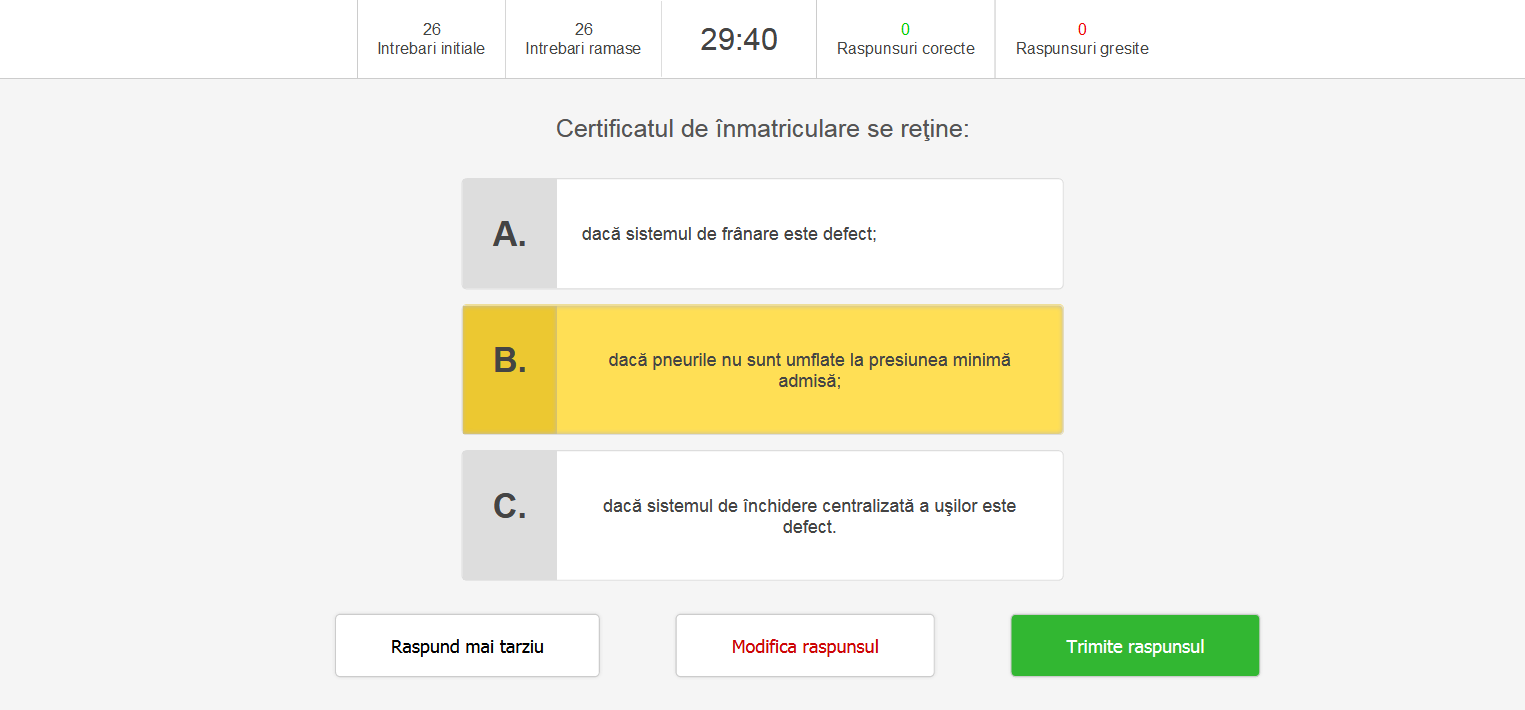 26
Intrebari initiale
26
Intrebari ramase
29:40
0
Raspunsuri corecte
0
Raspunsuri gresite
Certificatul de înmatriculare se reţine:
A.
dacă sistemul de frânare este defect;
B.
dacă pneurile nu sunt umflate la presiunea minimă
admisă;
C.
dacă sistemul de închidere centralizată a uşilor este
defect.
Raspund mai tarziu
Modifica raspunsul
Trimite raspunsul